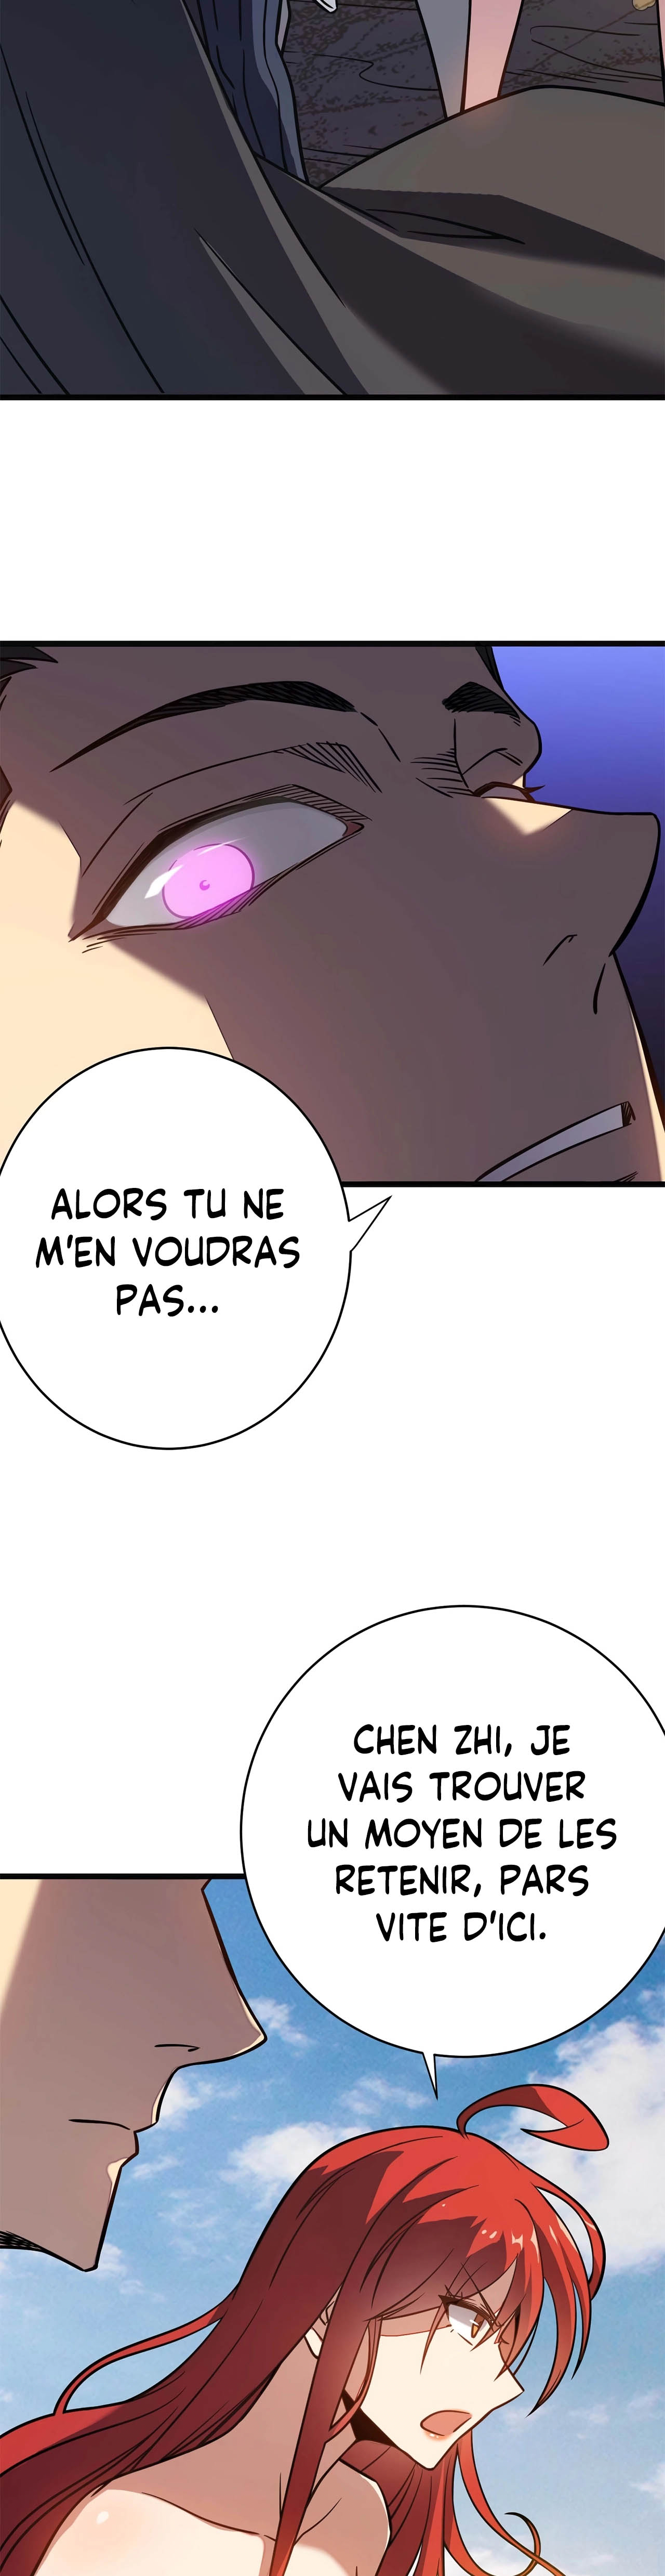 ALORS TU NE
M'EN VOUDRAS
PAS...
CHEN ZHI, JE
VAIS TROUVER
UN MOYEN DE LES
RETENIR, PARS
VITE D'ICI.